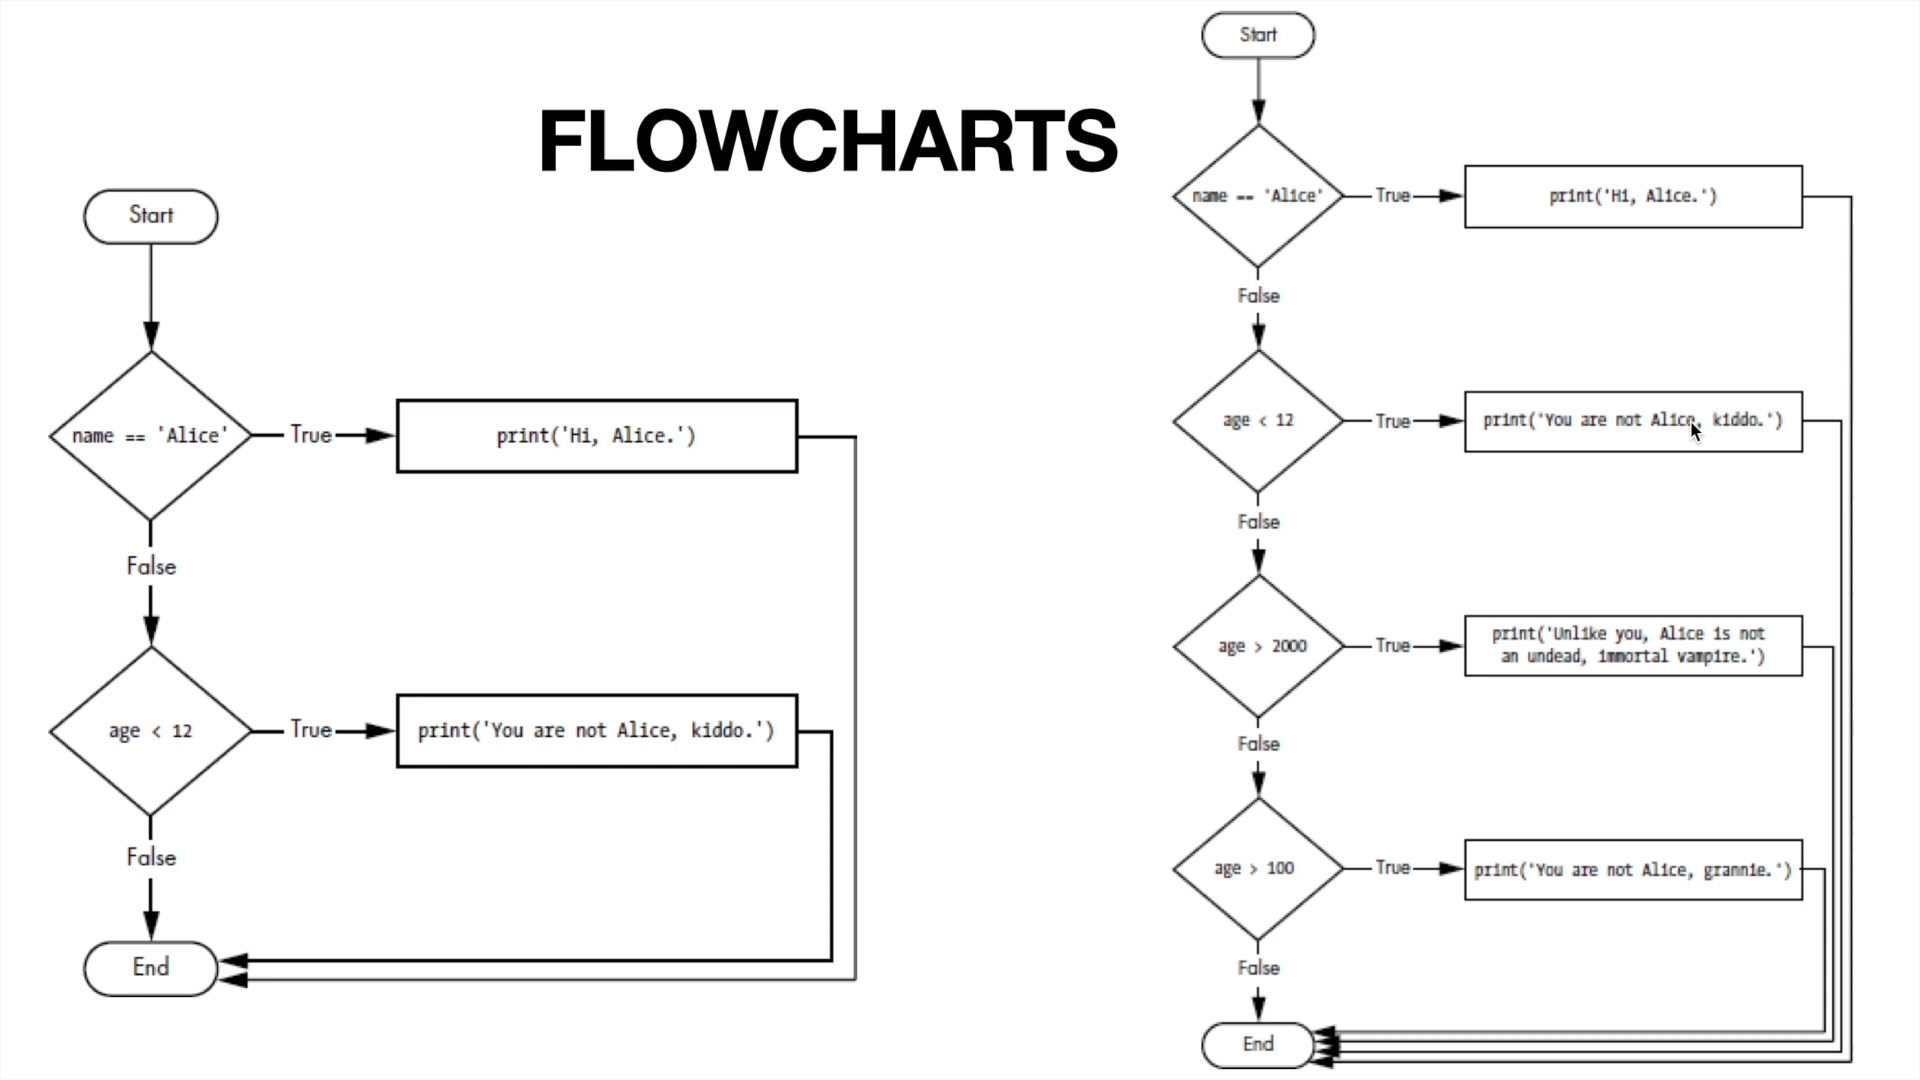 FLOWCHARTS
Start
name == 'Alice'
True
print('Hi, Alice.')
False
age < 12
True
print('You are not Alice, kiddo.')
False
End
Start
name == 'Alice'
True
print('Hi, Alice.')
False
age < 12
True
print('You are not Alice, kiddo.')
False
age > 2000
True
print('Unlike you, Alice is not
an undead, immortal vampire.')
False
age > 100
True
print('You are not Alice, grannie.')
False
End